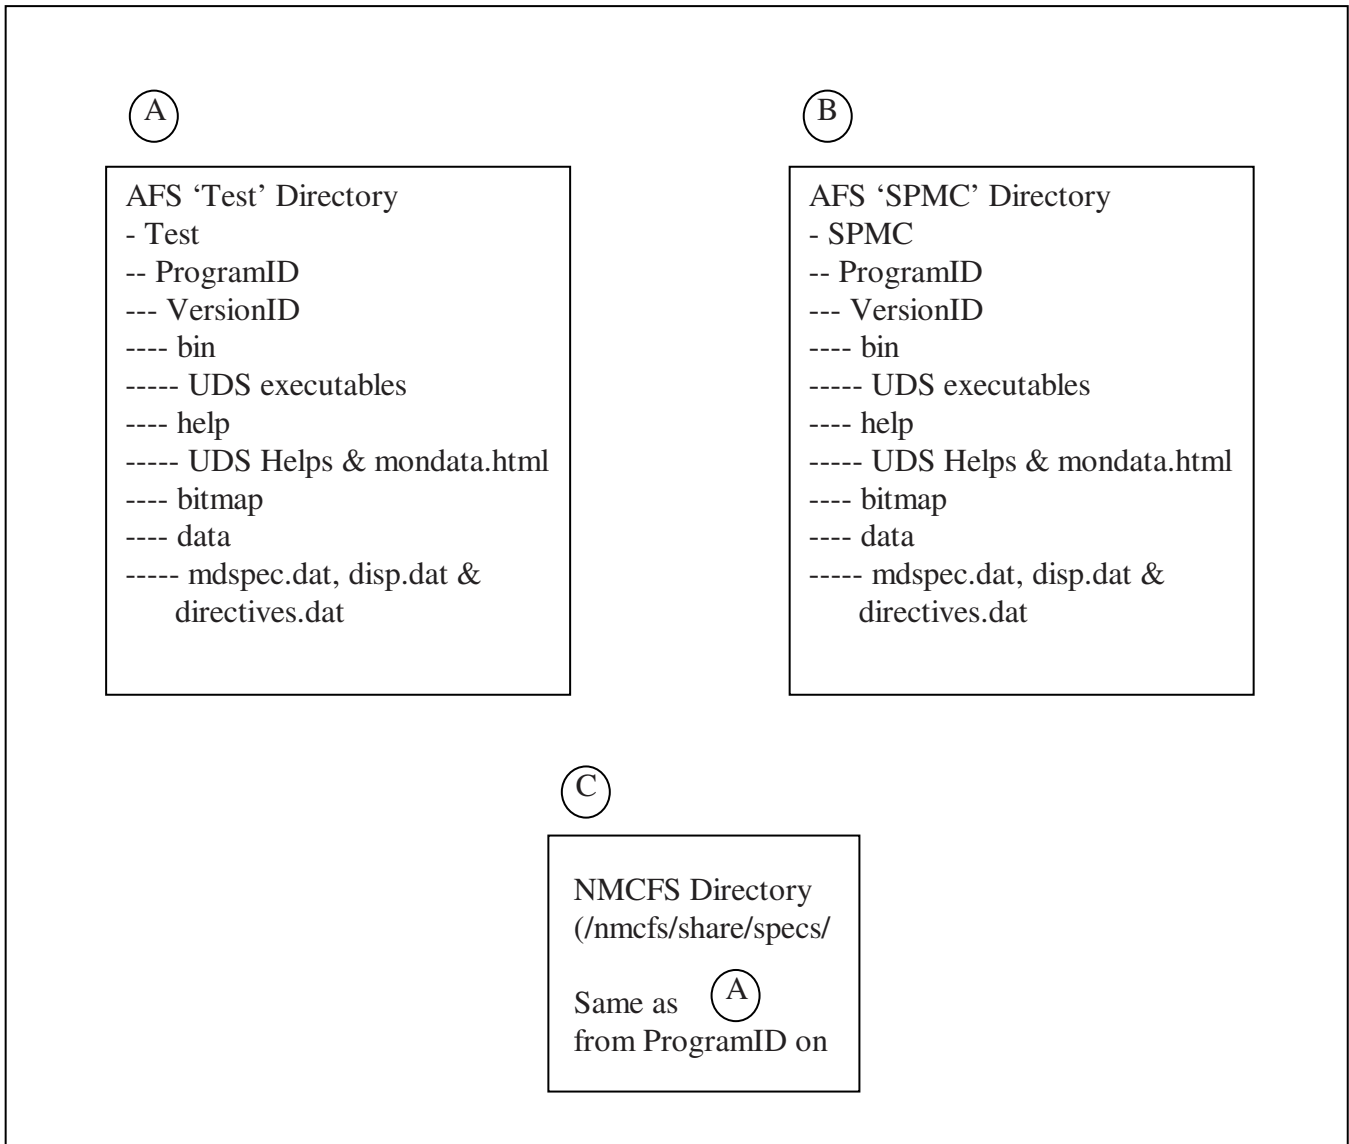 A
AFS ‘Test’ Directory
- Test
-- ProgramID
--- VersionID
---- bin
----- UDS executables
---- help
----- UDS Helps & mondata.html
---- bitmap
---- data
----- mdspec.dat, disp.dat &
directives.dat
B
AFS ‘SPMC’ Directory
- SPMC
-- ProgramID
--- VersionID
---- bin
----- UDS executables
---- help
----- UDS Helps & mondata.html
---- bitmap
---- data
----- mdspec.dat, disp.dat &
directives.dat
C
NMCFS Directory
(/nmcfs/share/specs/
Same as A
from ProgramID on